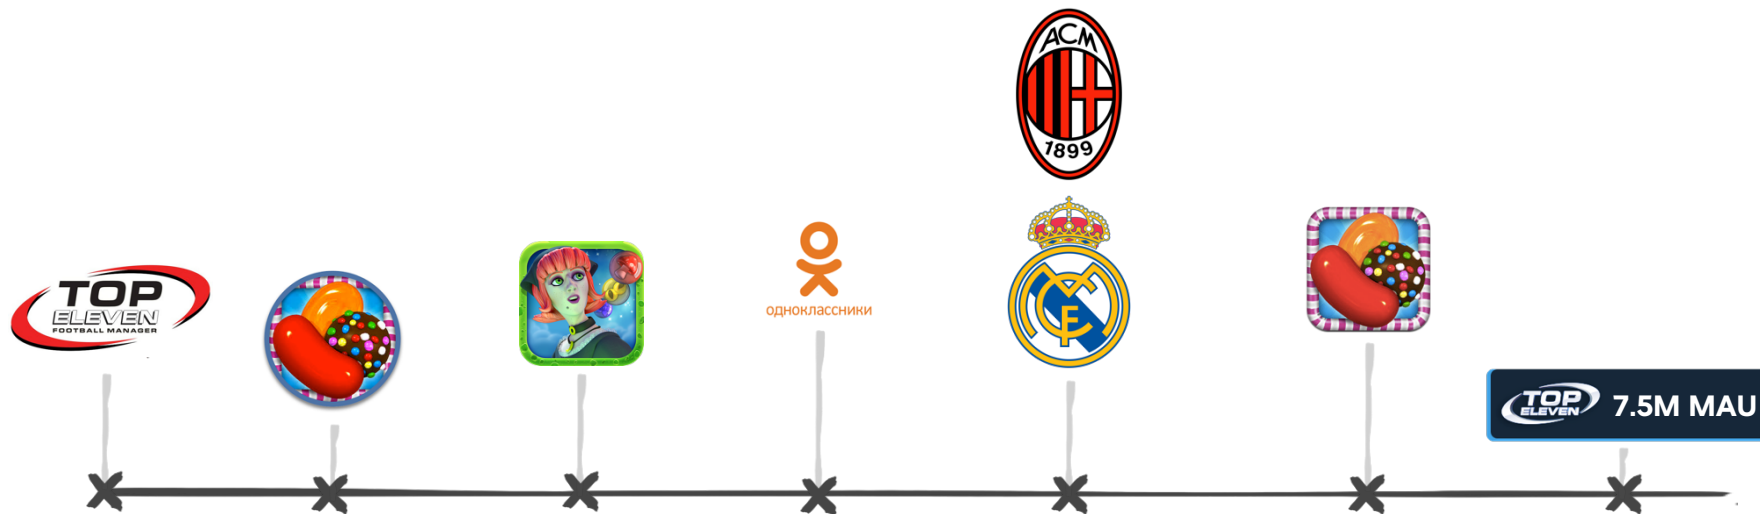 ACM
1899
TOP
ELEVEN
FOOTBALL MANAGER
одноклассники
TOP
ELEVEN
7.5M MAU